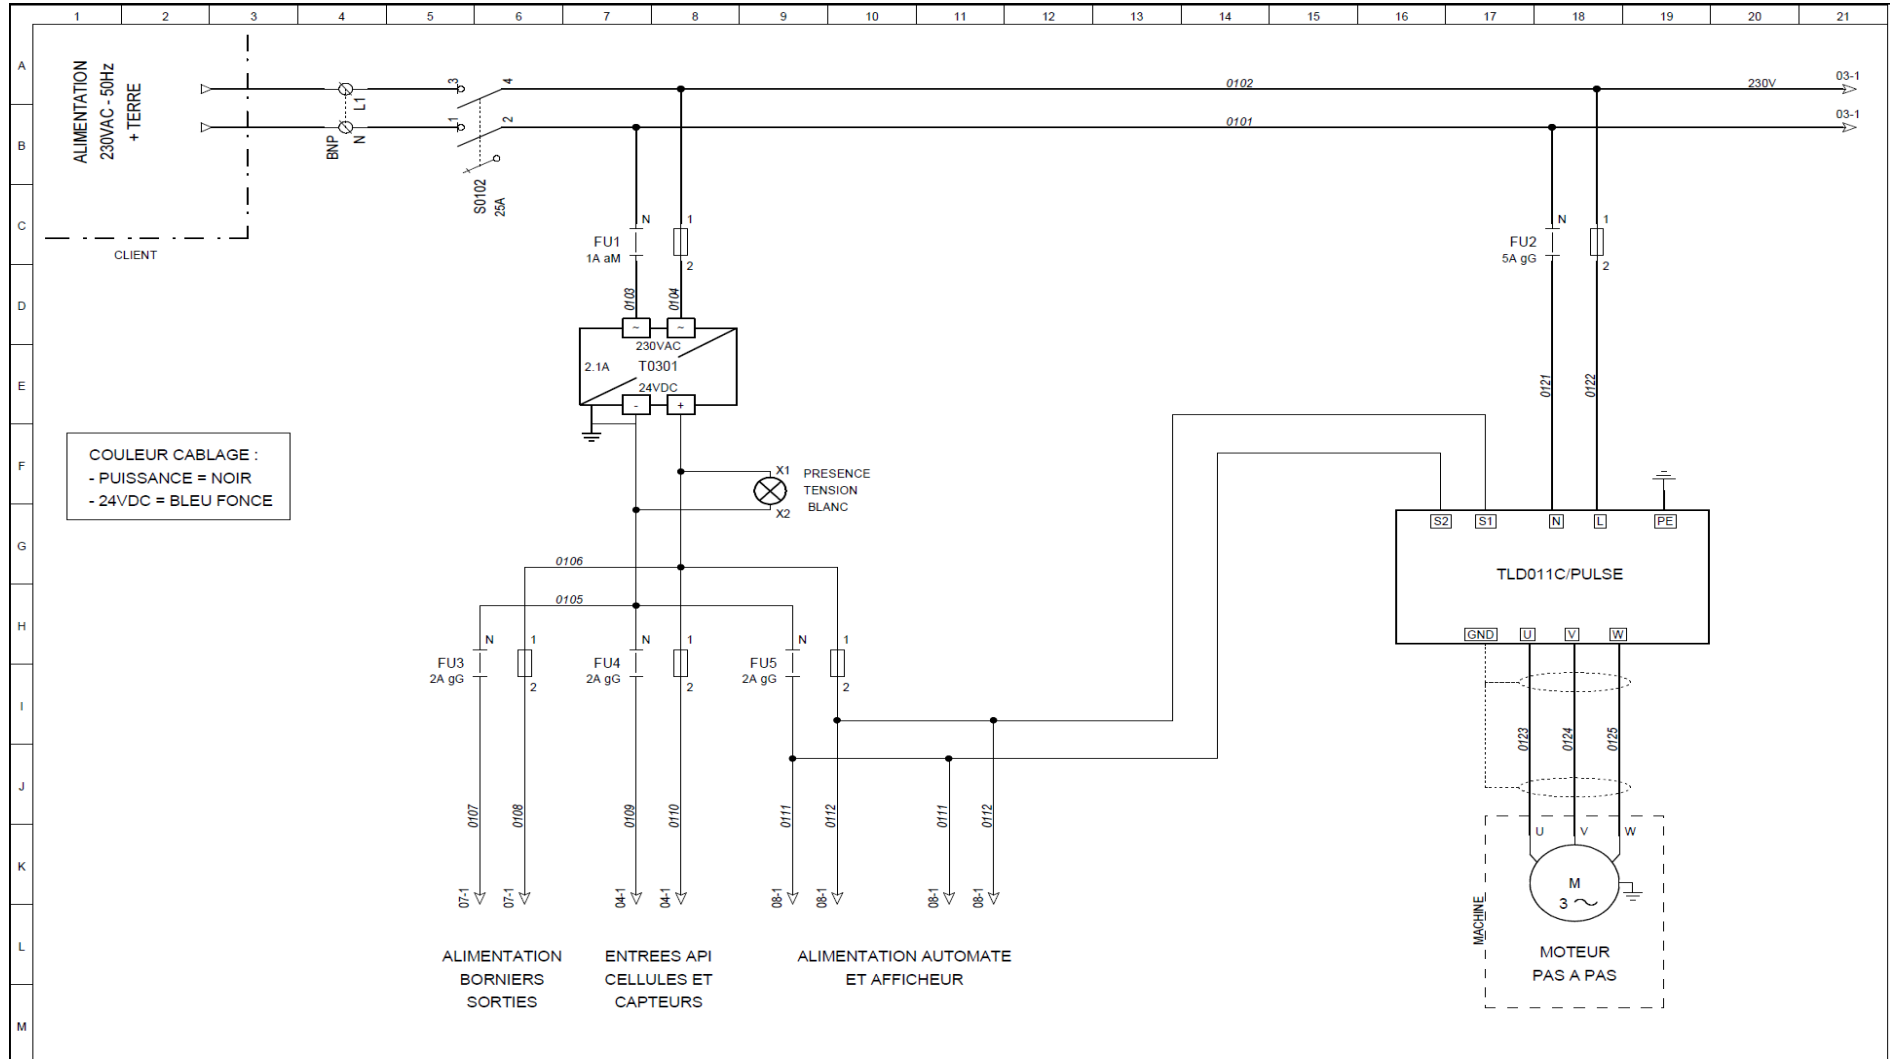 1 2 3 4 5 6 7 8 9 10 11 12 13 14 15 16 17 18 19 20 21
A
B
C
D
E
F
G
H
I
J
K
L
M
ALIMENTATION
230VAC - 50Hz
+ TERRE
CLIENT
L1
BNP
N
3
4
1
2
S0102
25A
0102
230V
03-1
0101
03-1
N
1
FU1
1A aM
2
0103
0104
~
~
230VAC
2.1A
T0301
24VDC
-
+
N
1
FU2
5A gG
2
0121
0122
COULEUR CABLAGE :
- PUISSANCE = NOIR
- 24VDC = BLEU FONCE
X1
PRESENCE
TENSION
BLANC
X2
S2
S1
N
L
PE
TLD011C/PULSE
GND
U
V
W
0106
0105
N
1
FU3
2A gG
2
N
1
FU4
2A gG
2
N
1
FU5
2A gG
2
0107
0108
0109
0110
0111
0112
0111
0112
0123
0124
0125
07-1
07-1
04-1
04-1
08-1
08-1
08-1
08-1
U
V
W
M
3
MACHINE
MOTEUR
PAS A PAS
ALIMENTATION
BORNIERS
SORTIES
ENTREES API
CELLULES ET
CAPTEURS
ALIMENTATION AUTOMATE
ET AFFICHEUR